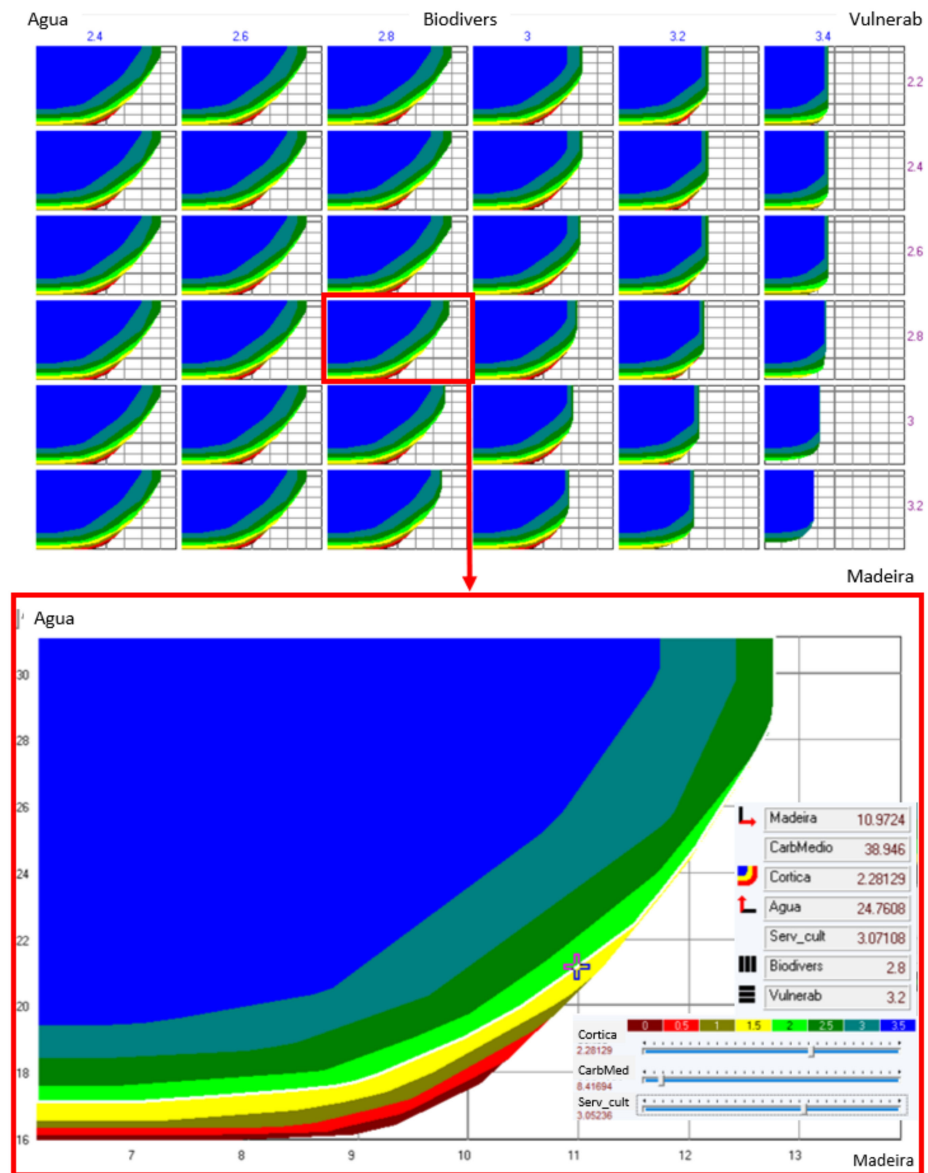 Agua Biodivers Vulnerab
2.4 2.6 2.8 3 3.2 3.4
2.2
2.4
2.6
2.8
3
3.2
Madeira
Agua
30
28
26
24
22
20
18
16
7 8 9 10 11 12 13
Madeira
Madeira 10.9724
CarbMedio 38.946
Cortica 2.28129
Agua 24.7608
Serv_cult 3.07108
Biodivers 2.8
Vulnerab 3.2
0 0.5 1 1.5 2 2.5 3 3.5
Cortica
2.28129
CarbMed
8.41694
Serv_cult
3.05236